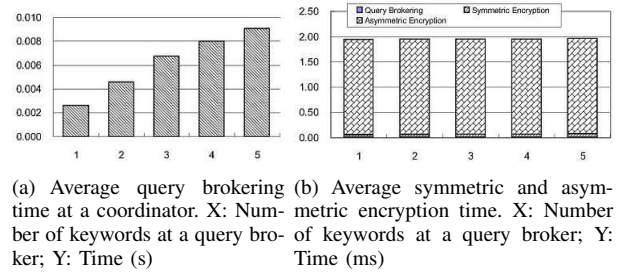 0.010
0.008
0.006
0.004
0.002
0.000
1 2 3 4 5
2.50
2.00
1.50
1.00
0.50
0.00
Query Brokering
Symmetric Encryption
Asymmetric Encryption
1 2 3 4 5
(a) Average query brokering
time at a coordinator. X: Num-
ber of keywords at a query bro-
ker; Y: Time (s)
(b) Average symmetric and asym-
metric encryption time. X: Number
of keywords at a query broker; Y:
Time (ms)